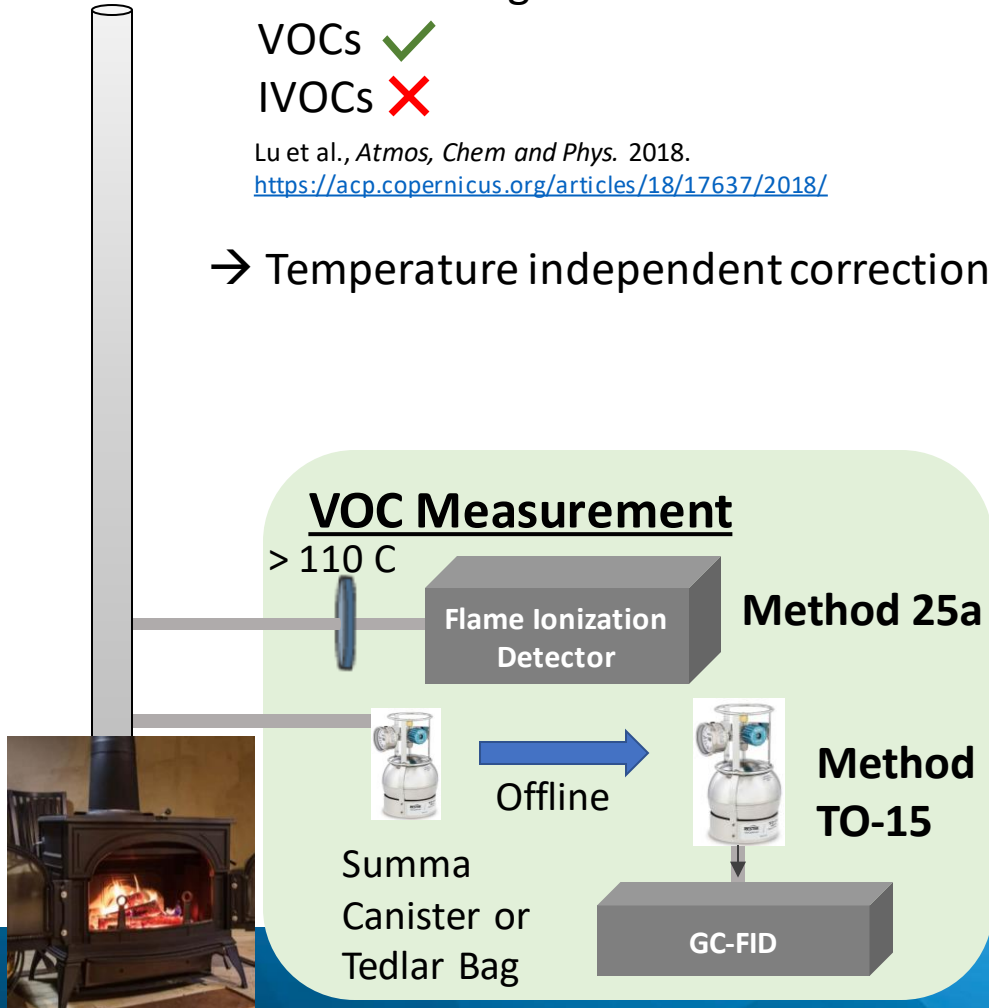 VOCs
IVOCs
Lu et al., Atmos, Chem and Phys. 2018.
https://acp.copernicus.org/articles/18/17637/2018/
→ Temperature independent correction
VOC Measurement
> 110 C
Flame Ionization
Detector
Method 25a
Offline
Method
TO-15
Summa
Canister or
Tedlar Bag
GC-FID